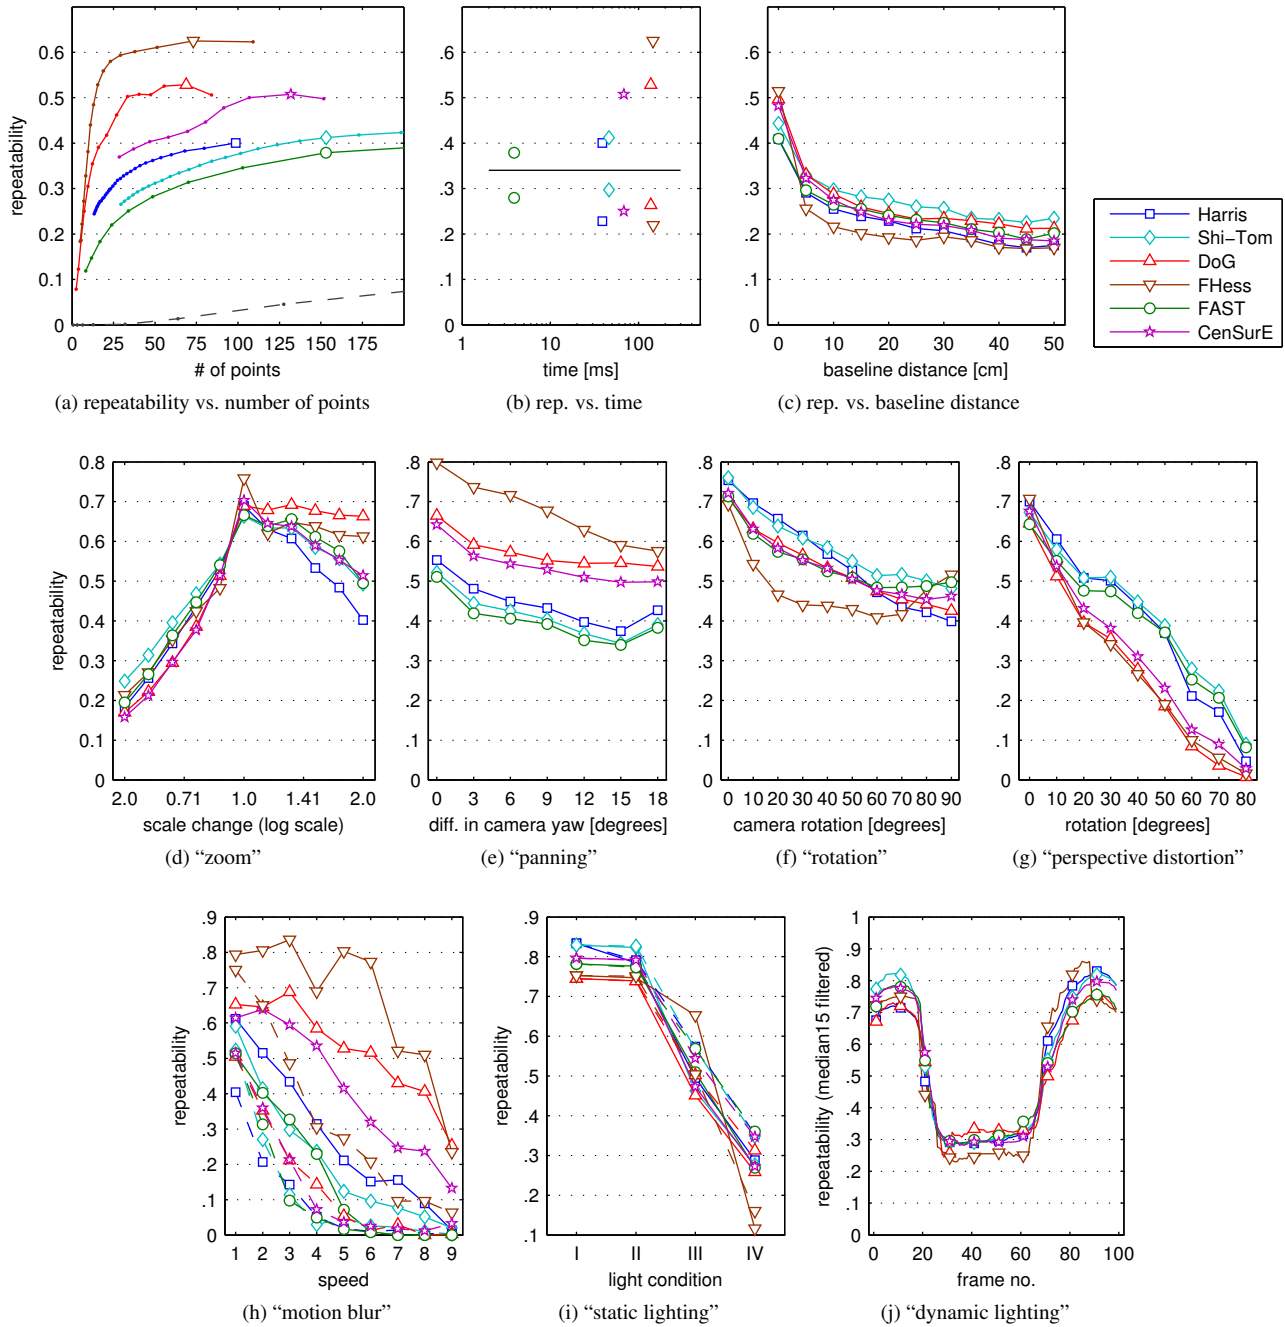 0.6
0.5
0.4
0.3
0.2
0.1
0
repeatability
0 25 50 75 100 125 150 175
# of points
(a) repeatability vs. number of points
.6
.5
.4
.3
.2
.1
0
1 10 100
time [ms]
(b) rep. vs. time
.6
.5
.4
.3
.2
.1
0
0 10 20 30 40 50
baseline distance [cm]
(c) rep. vs. baseline distance
Harris
Shi-Tom
DoG
FHess
FAST
CenSurE
0.8
0.7
0.6
0.5
0.4
0.3
0.2
0.1
0
repeatability
2.0 0.71 1.0 1.41 2.0
scale change (log scale)
(d) “zoom”
.8
.7
.6
.5
.4
.3
.2
.1
0
0 3 6 9 12 15 18
diff. in camera yaw [degrees]
(e) “panning”
.8
.7
.6
.5
.4
.3
.2
.1
0
0 10 20 30 40 50 60 70 80 90
camera rotation [degrees]
(f) “rotation”
.8
.7
.6
.5
.4
.3
.2
.1
0
0 10 20 30 40 50 60 70 80
rotation [degrees]
(g) “perspective distortion”
.9
.8
.7
.6
.5
.4
.3
.2
.1
0
repeatability
1 2 3 4 5 6 7 8 9
speed
(h) “motion blur”
.9
.8
.7
.6
.5
.4
.3
.2
.1
repeatability
I II III IV
light condition
(i) “static lighting”
1
.9
.8
.7
.6
.5
.4
.3
.2
.1
0
repeatability (median15 filtered)
0 20 40 60 80 100
frame no.
(j) “dynamic lighting”